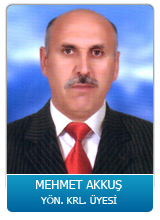 MEHMET AKKUŞ
YÖN. KRL. ÜYESİ